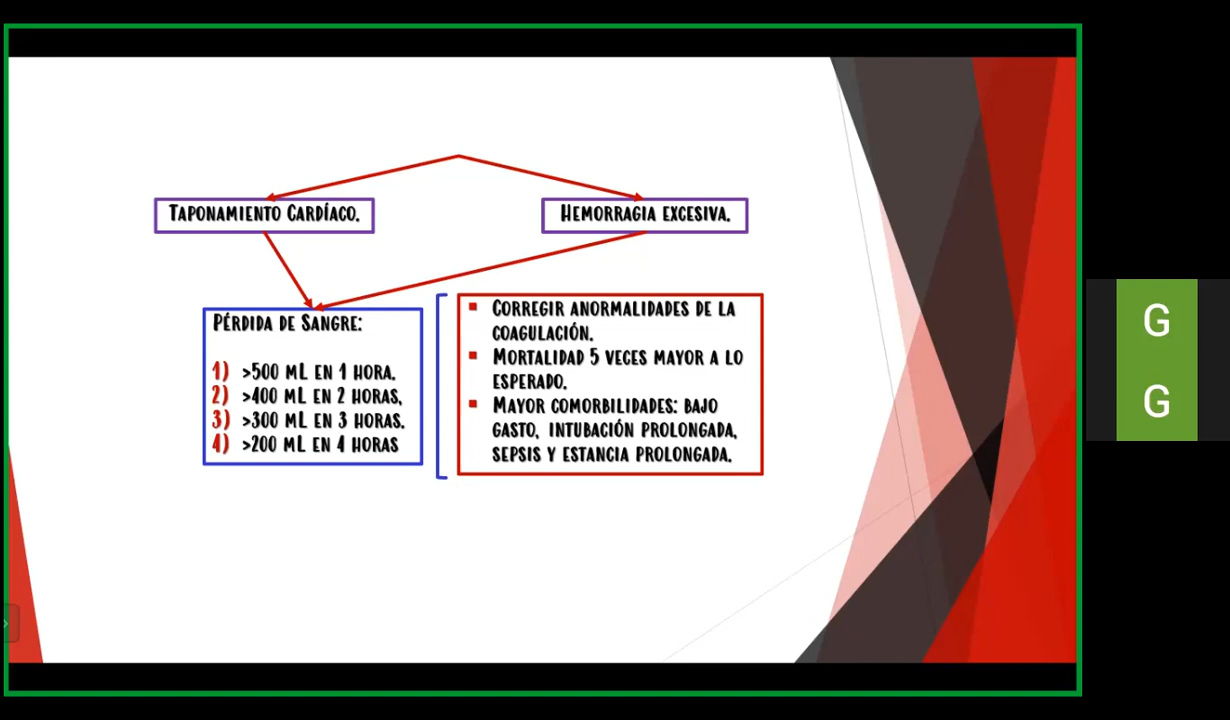 TAPONAMIENTO CARDÍACO.
HEMORRAGIA EXCESIVA.
PÉRDIDA DE SANGRE:
1) >500 ML EN 1 HORA.
2) >400 ML EN 2 HORAS.
3) >300 ML EN 3 HORAS.
4) >200 ML EN 4 HORAS
CORREGIR ANORMALIDADES DE LA
COAGULACIÓN.
MORTALIDAD 5 VECES MAYOR A LO
ESPERADO.
MAYOR COMORBILIDADES: BAJO
GASTO, INTUBACIÓN PROLONGADA,
SEPSIS Y ESTANCIA PROLONGADA.
G
G